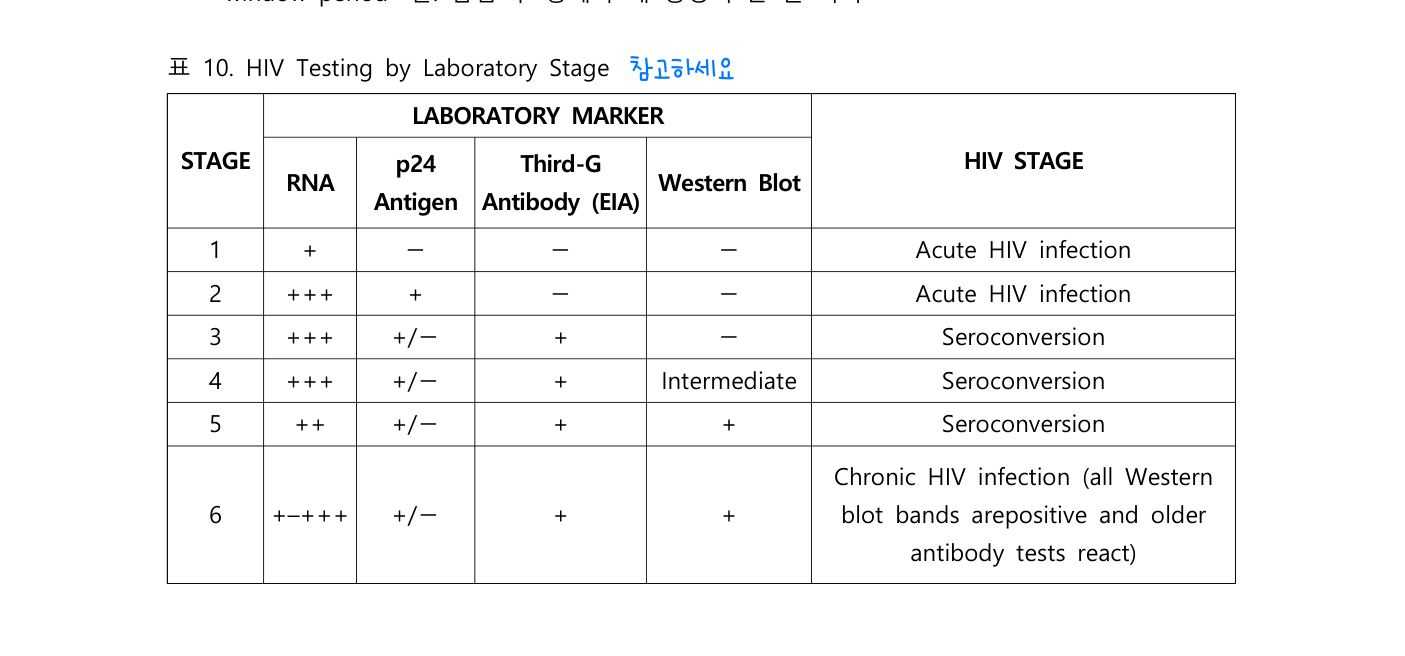 표 10. HIV Testing by Laboratory Stage 참고하세요
STAGE LABORATORY MARKER HIV STAGE
RNA p24 Antigen Third-G Antibody (EIA) Western Blot
1 + − − − Acute HIV infection
2 +++ + − − Acute HIV infection
3 +++ +/− + − Seroconversion
4 +++ +/− + Intermediate Seroconversion
5 ++ +/− + + Seroconversion
6 +−+++ +/− + + Chronic HIV infection (all Western
blot bands arepositive and older
antibody tests react)